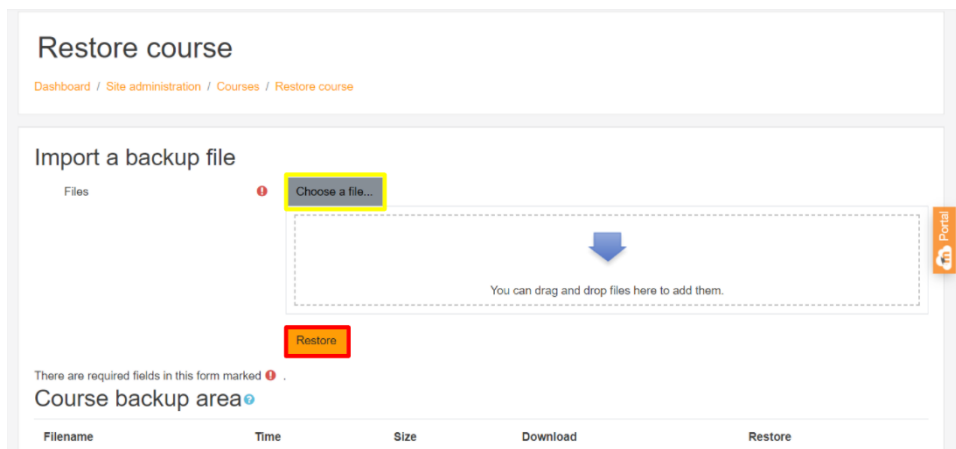 Restore course
Dashboard / Site administration / Courses / Restore course
Import a backup file
Files
Choose a file...
You can drag and drop files here to add them.
Portal
Restore
There are required fields in this form marked .
Course backup area
Filename Time Size Download Restore